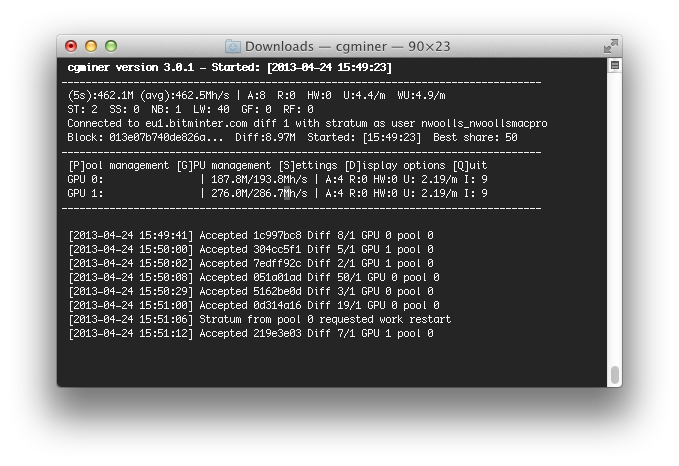 Downloads — cgminer — 90×23
cgminer version 3.0.1 - Started: [2013-04-24 15:49:23]
(5s):462.1M (avg):462.5Mh/s | A:8 R:0 HW:0 U:4.4/m WU:4.9/m
ST: 2 SS: 0 NB: 1 LW: 40 GF: 0 RF: 0
Connected to eu1.bitminter.com diff 1 with stratum as user nwoolls_nwoollsmacpro
Block: 013e07b740de826a... Diff:8.97M Started: [15:49:23] Best share: 50
[P]ool management [G]PU management [S]ettings [D]isplay options [Q]uit
GPU 0: | 187.8M/193.8Mh/s | A:4 R:0 HW:0 U: 2.19/m I: 9
GPU 1: | 276.0M/286.7Mh/s | A:4 R:0 HW:0 U: 2.19/m I: 9
[2013-04-24 15:49:41] Accepted 1c997bc8 Diff 8/1 GPU 0 pool 0
[2013-04-24 15:50:00] Accepted 304cc5f1 Diff 5/1 GPU 1 pool 0
[2013-04-24 15:50:02] Accepted 7edff92c Diff 2/1 GPU 1 pool 0
[2013-04-24 15:50:08] Accepted 051a01ad Diff 50/1 GPU 0 pool 0
[2013-04-24 15:50:29] Accepted 5162be0d Diff 3/1 GPU 0 pool 0
[2013-04-24 15:51:00] Accepted 0d314a16 Diff 19/1 GPU 1 pool 0
[2013-04-24 15:51:06] Stratum from pool 0 requested work restart
[2013-04-24 15:51:12] Accepted 219e3e03 Diff 7/1 GPU 1 pool 0